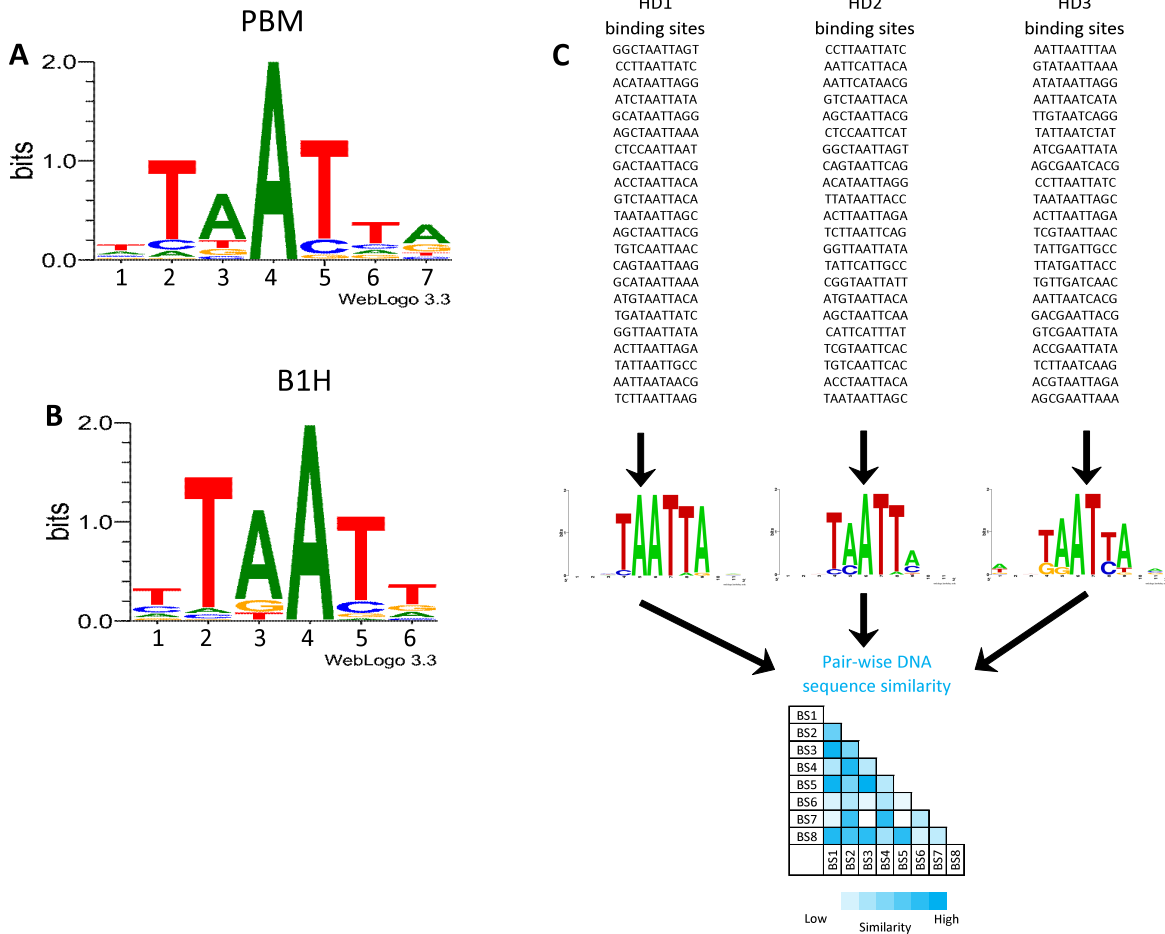 PBM
A
2.0
bits
1.0
0.0
1 2 3 4 5 6 7
WebLogo 3.3
B1H
B
2.0
bits
1.0
0.0
1 2 3 4 5 6
WebLogo 3.3
C
HD1
binding sites
GGCTAATTAGT
CCTTAATTATC
ACATAATTAGG
ATCTAATTATA
GCATAATTAGG
AGCTAATTAAA
CTCCAATTAAT
GACTAATTACG
ACCTAATTACA
GTCTAATTACA
TAATAATTAGC
AGCTAATTACG
TGTCAATTAAC
CAGTAATTAAG
GCATAATTAAA
ATGTAATTACA
TGATAATTATC
GGTTAATTATA
ACTTAATTAGA
TATTAATTGCC
AATTAATAACG
TCTTAATTAAG
HD2
binding sites
CCTTAATTATC
AATTCATTACA
AATTCATAACG
GTCTAATTACA
AGCTAATTACG
CTCCAATTCAT
GGCTAATTAGT
CAGTAATTCAG
ACATAATTAGG
TTATAATTACC
ACTTAATTAGA
TCTTAATTCAG
GGTTAATTATA
TATTCATTGCC
CGGTAATTATT
ATGTAATTACA
AGCTAATTCAA
CATTCATTTAT
TCGTAATTCAC
TGTCAATTCAC
ACCTAATTACA
TAATAATTAGC
HD3
binding sites
AATTAATTTAA
GTATAATTAAA
ATATAATTAGG
AATTAATCATA
TTGTAATCAGG
TATTAATCTAT
ATCGAATTATA
AGCGAATCACG
CCTTAATTATC
TAATAATTAGC
ACTTAATTAGA
TCGTAATTAAC
TATTGATTGCC
TTATGATTACC
TGTTGATCAAC
AATTAATCACG
GACGAATTACG
GTCGAATTATA
ACCGAATTATA
TCTTAATCAAG
ACGTAATTAGA
AGCGAATTAAA
Pair-wise DNA
sequence similarity
BS1
BS2
BS3
BS4
BS5
BS6
BS7
BS8
BS1 BS2 BS3 BS4 BS5 BS6 BS7 BS8
Low Similarity High